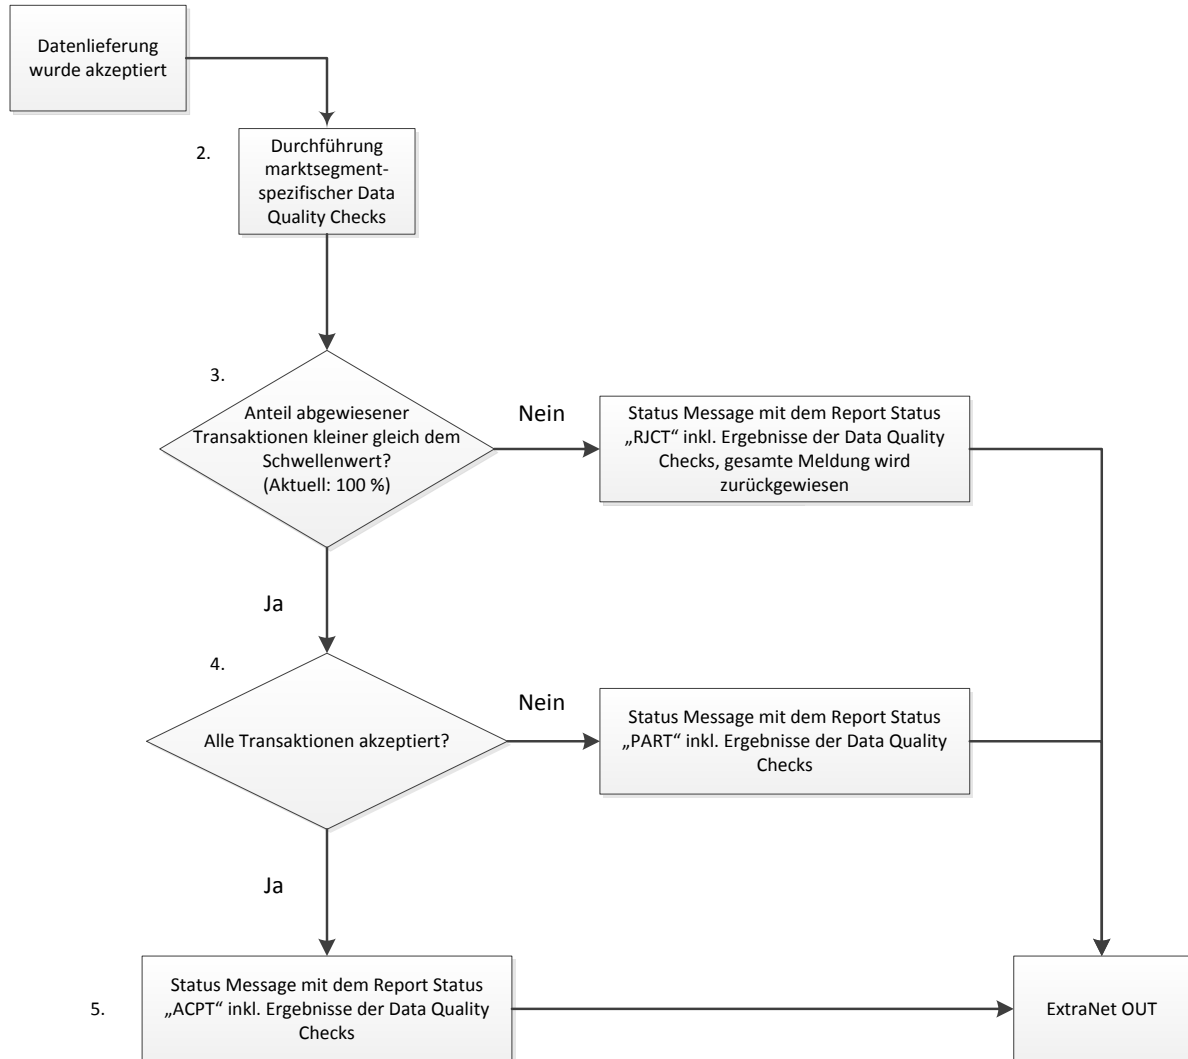 Datenlieferung
wurde akzeptiert
2.
Durchführung
marktsegment-
spezifischer Data
Quality Checks
3.
Anteil abgewiesener
Transaktionen kleiner gleich dem
Schwellenwert?
(Aktuell: 100 %)
Nein
Status Message mit dem Report Status
„RJCT“ inkl. Ergebnisse der Data Quality
Checks, gesamte Meldung wird
zurückgewiesen
Ja
4.
Alle Transaktionen akzeptiert?
Nein
Status Message mit dem Report Status
„PART“ inkl. Ergebnisse der Data Quality
Checks
Ja
5.
Status Message mit dem Report Status
„ACPT“ inkl. Ergebnisse der Data Quality
Checks
ExtraNet OUT